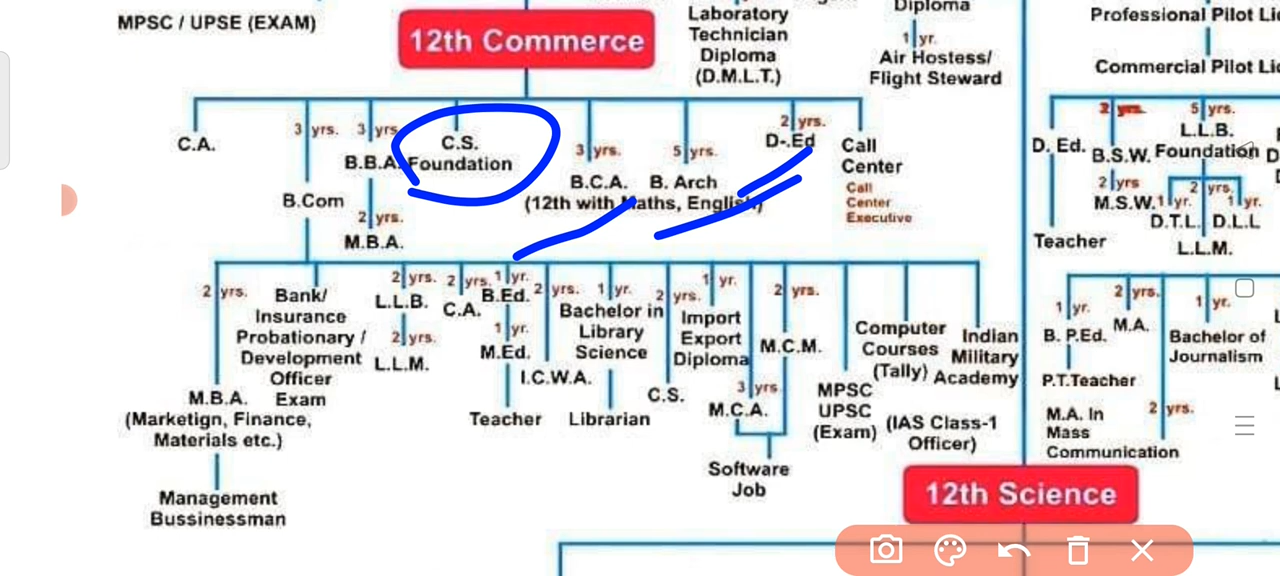 MPSC / UPSE (EXAM)
12th Commerce
Laboratory
Technician
Diploma
(D.M.L.T.)
Diploma
1 yr.
Air Hostess/
Flight Steward
Professional Pilot Li
Commercial Pilot Li
C.A.
3 yrs.
B.Com
3 yrs
B.B.A.
2 yrs.
M.B.A.
C.S.
Foundation
3 yrs.
B.C.A.
5 yrs.
B. Arch
(12th with Maths, English)
2 yrs.
D-.Ed
Call
Center
Call
Center
Executive
D. Ed.
Teacher
2 yrs.
B.S.W.
2 yrs
M.S.W.
5 yrs.
L.L.B.
Foundation
1 yr.
D.T.L.
2 yrs.
L.L.M.
1 yr.
D.L.L
2 yrs.
M.B.A.
(Marketign, Finance,
Materials etc.)
Management
Bussinessman
Bank/
Insurance
Probationary /
Development
Officer
Exam
2 yrs.
L.L.B.
2 yrs.
L.L.M.
2 yrs.
C.A.
1 yr.
B.Ed.
1 yr.
M.Ed.
Teacher
2 yrs.
I.C.W.A.
1 yr.
Bachelor in
Library
Science
Librarian
2 yrs.
C.S.
1 yr.
Import
Export
Diploma
3 yrs
M.C.A.
2 yrs.
M.C.M.
Software
Job
MPSC
UPSC
(Exam)
Computer
Courses
(Tally)
Indian
Military
Academy
(IAS Class-1
Officer)
1 yr.
B. P.Ed.
P.T.Teacher
2 yrs.
M.A.
M.A. In
Mass
Communication
2 yrs.
1 yr.
Bachelor of
Journalism
12th Science